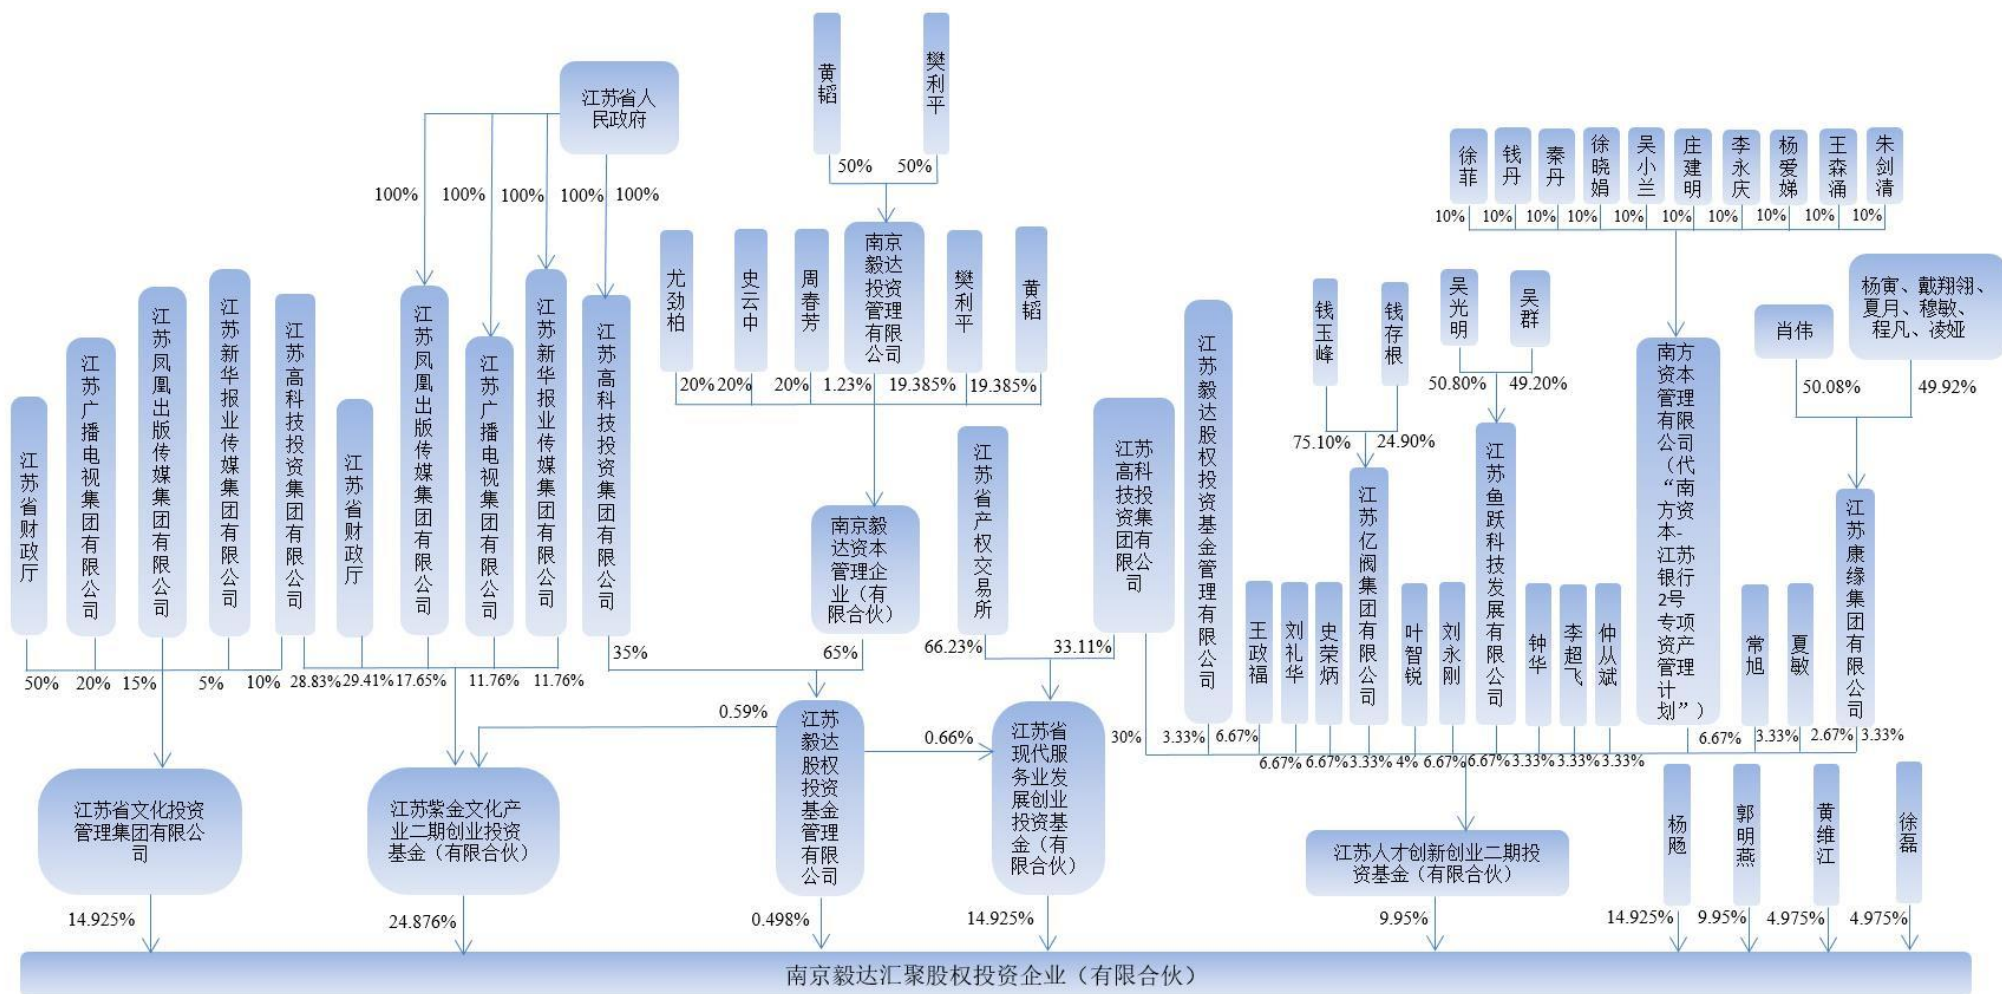 黄韬
樊利平
江苏省人
民政府
50%
50%
徐菲
钱丹
秦丹
徐晓娟
吴小兰
庄建明
李永庆
杨爱娣
王森涌
朱剑清
100%
100%
100%
100%
100%
10%
10%
10%
10%
10%
10%
10%
10%
10%
10%
尤劲柏
史云中
周春芳
南京
毅达
投资
管理
有限
公司
樊利平
黄韬
20%
20%
20%
1.23%
19.385%
19.385%
钱玉峰
钱存根
吴光明
吴群
50.80%
49.20%
75.10%
24.90%
肖伟
杨寅、戴翔翎、
夏月、穆敏、
程凡、凌娅
50.08%
49.92%
江苏省财政厅
江苏广播电视集团有限公司
江苏凤凰出版传媒集团有限公司
江苏新华报业传媒集团有限公司
江苏高科技投资集团有限公司
江苏省财政厅
江苏凤凰出版传媒集团有限公司
江苏广播电视集团有限公司
江苏新华报业传媒集团有限公司
江苏高科技投资集团有限公司
南京毅
达资本
管理企
业（有
限合伙）
江苏省产权交易所
江苏
高科
技投
资集
团有
限公
司
江苏毅达股权投资基金管理有限公司
王政福
刘礼华
史荣炳
江苏亿阀集团有限公司
叶智锐
刘永刚
江苏鱼跃科技发展有限公司
钟华
李超飞
仲从斌
南方
资本
管理
有限
公司
（代
“南
方资
本-
江苏
银行
2号
专项
资产
管理
计
划”）
常旭
夏敏
江苏康缘集团有限公司
50%
20%
15%
5%
10%
28.83%
29.41%
17.65%
11.76%
11.76%
35%
65%
66.23%
33.11%
0.59%
0.66%
30%
3.33%
6.67%
6.67%
6.67%
3.33%
4%
6.67%
6.67%
3.33%
3.33%
3.33%
6.67%
3.33%
2.67%
3.33%
江苏省文化投资
管理集团有限公
司
江苏紫金文化产
业二期创业投资
基金（有限合伙）
江苏
毅达
股权
投资
基金
管理
有限
公司
江苏省
现代服
务业发
展创业
投资基
金（有
限合伙）
江苏人才创新创业二期投
资基金（有限合伙）
杨飚
郭明燕
黄维江
徐磊
14.925%
24.876%
0.498%
14.925%
9.95%
14.925%
9.95%
4.975%
4.975%
南京毅达汇聚股权投资企业（有限合伙）